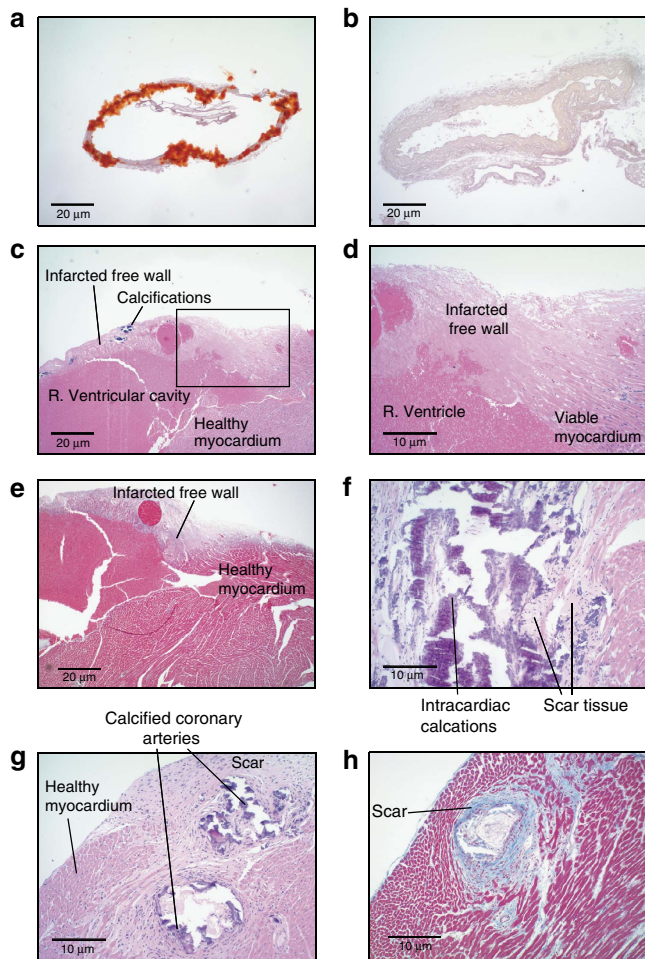 a
b
20 μm
20 μm
c
d
Infarcted free wall
Calcifications
R. Ventricular cavity
Healthy
myocardium
20 μm
Infarcted
free wall
R. Ventricle
Viable
myocardium
10 μm
e
f
Infarcted free wall
Healthy
myocardium
20 μm
10 μm
Intracardiac
calcations
Scar tissue
Calcified coronary
arteries
g
h
Scar
Healthy
myocardium
10 μm
Scar
10 μm